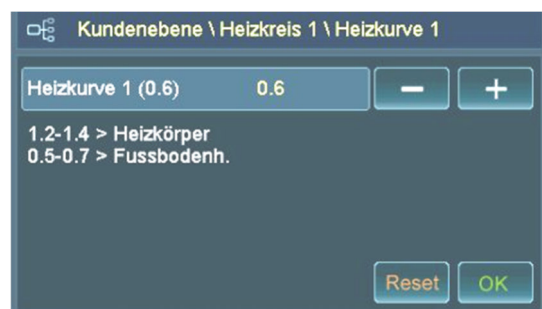 Kundenebene \ Heizkreis 1 \ Heizkurve 1
Heizkurve 1 (0.6) 0.6 − +
1.2-1.4 > Heizkörper
0.5-0.7 > Fussbodenh.
Reset OK